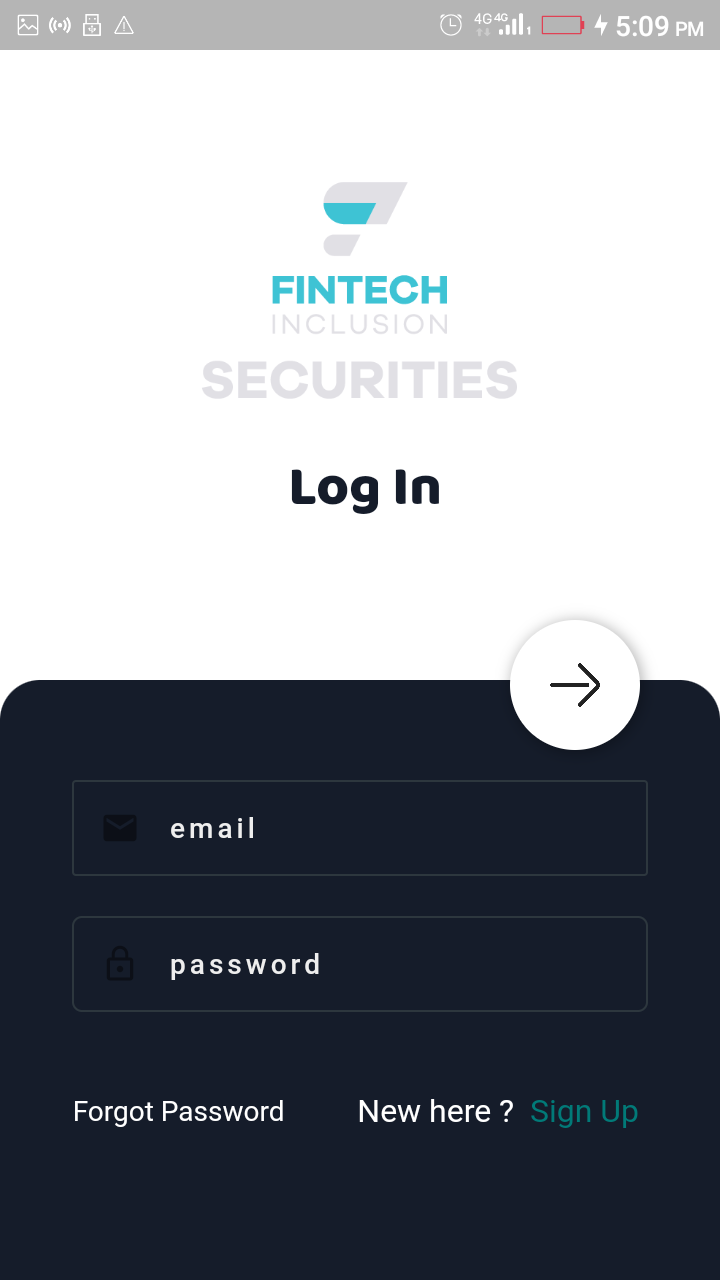 4G 4G 1 5:09 PM
FINTECH
INCLUSION
SECURITIES
Log In
email
password
Forgot Password New here ? Sign Up